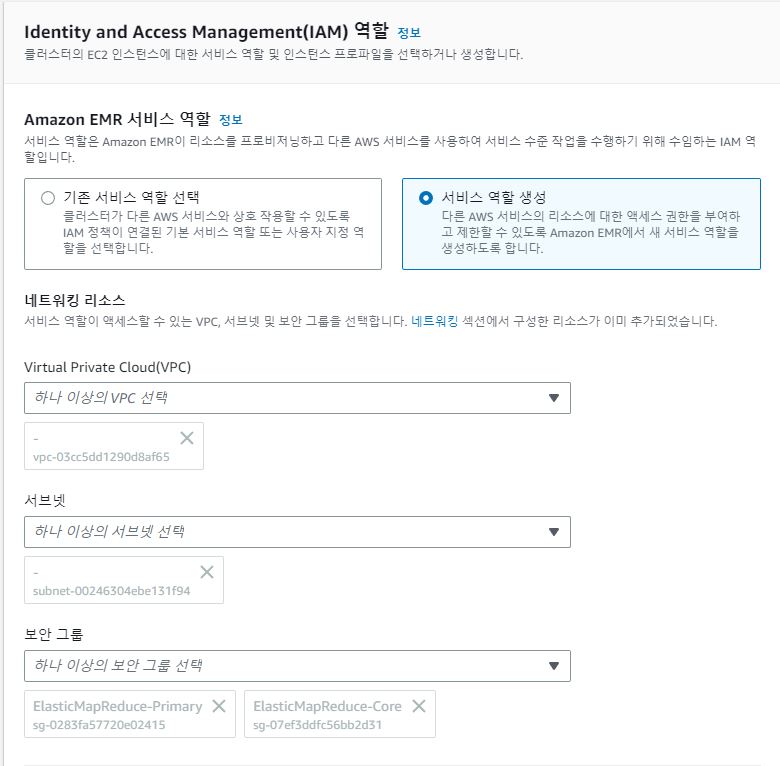 Identity and Access Management(IAM) 역할 정보
클러스터의 EC2 인스턴스에 대한 서비스 역할 및 인스턴스 프로파일을 선택하거나 생성합니다.
Amazon EMR 서비스 역할 정보
서비스 역할은 Amazon EMR이 리소스를 프로비저닝하고 다른 AWS 서비스를 사용하여 서비스 수준 작업을 수행하기 위해 수임하는 IAM 역
할입니다.
기존 서비스 역할 선택
클러스터가 다른 AWS 서비스와 상호 작용할 수 있도록
IAM 정책이 연결된 기본 서비스 역할 또는 사용자 지정 역
할을 선택합니다.
서비스 역할 생성
다른 AWS 서비스의 리소스에 대한 액세스 권한을 부여하
고 제한할 수 있도록 Amazon EMR에서 새 서비스 역할을
생성하도록 합니다.
네트워킹 리소스
서비스 역할이 액세스할 수 있는 VPC, 서브넷 및 보안 그룹을 선택합니다. 네트워킹 섹션에서 구성한 리소스가 이미 추가되었습니다.
Virtual Private Cloud(VPC)
하나 이상의 VPC 선택
-
vpc-03cc5dd1290d8af65
서브넷
하나 이상의 서브넷 선택
-
subnet-00246304ebe131f94
보안 그룹
하나 이상의 보안 그룹 선택
ElasticMapReduce-Primary
sg-0283fa57720e02415
ElasticMapReduce-Core
sg-07ef3ddfc56bb2d31